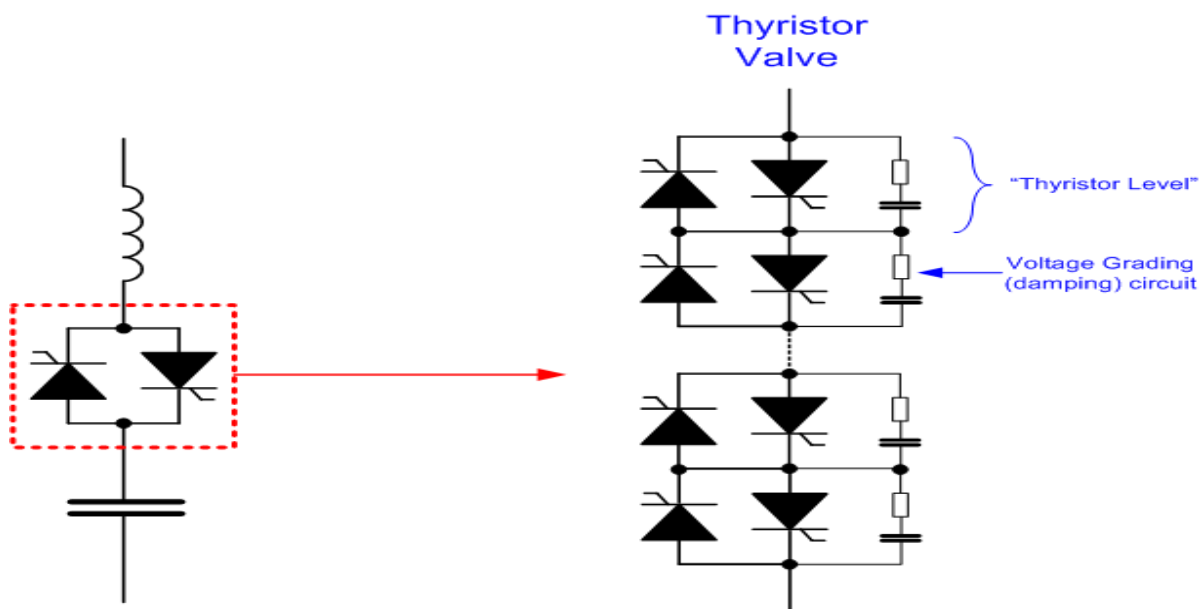 Thyristor
Valve
“Thyristor Level”
Voltage Grading
(damping) circuit